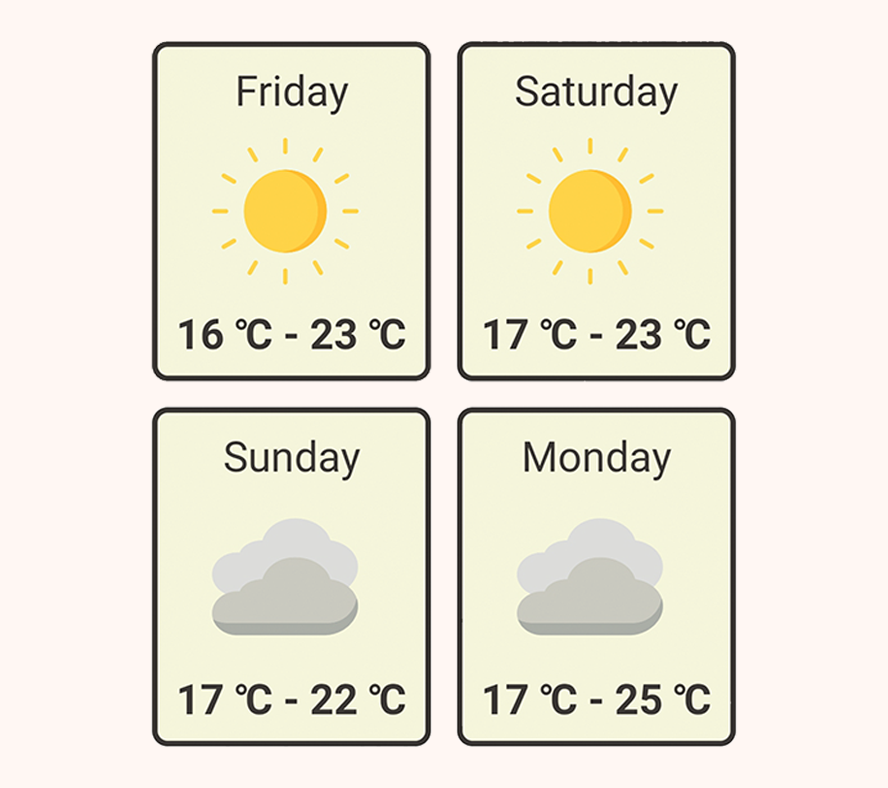 Friday
16 ℃ - 23 ℃
Saturday
17 ℃ - 23 ℃
Sunday
17 ℃ - 22 ℃
Monday
17 ℃ - 25 ℃